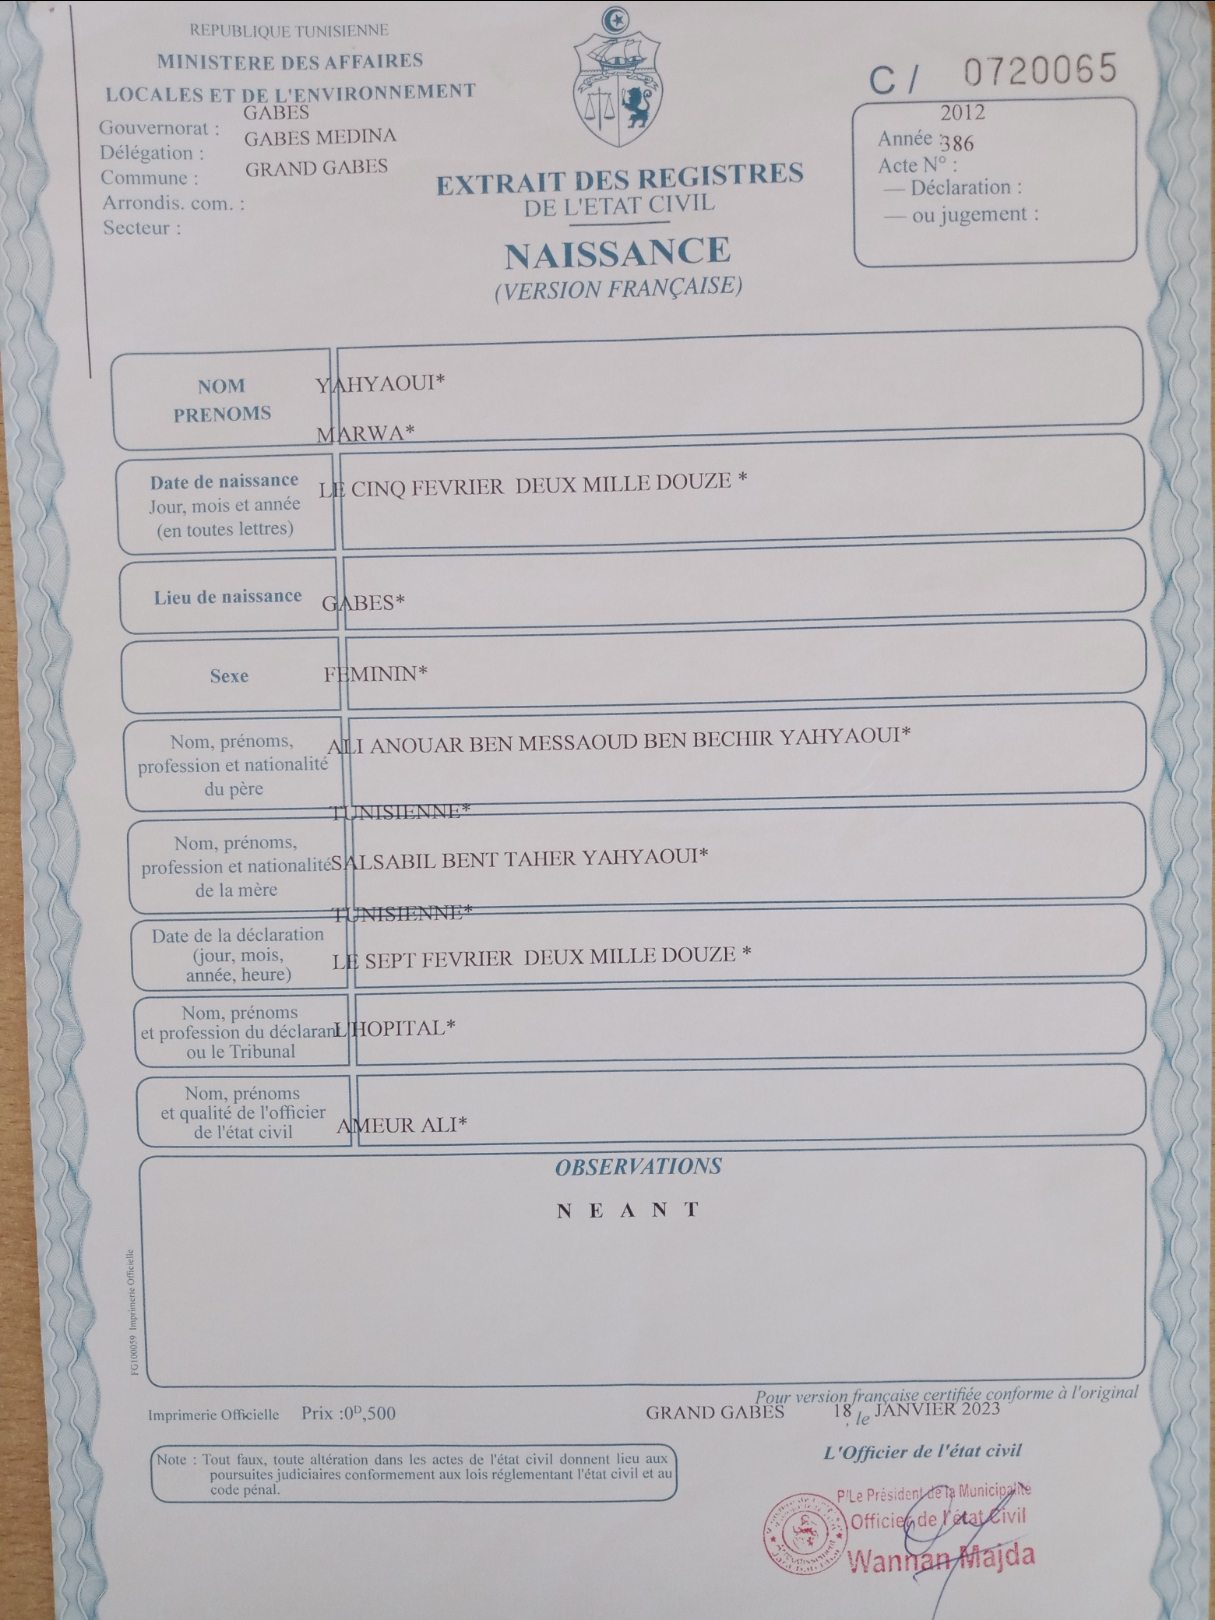 REPUBLIQUE TUNISIENNE
MINISTERE DES AFFAIRES
LOCALES ET DE L'ENVIRONNEMENT
GABES
Gouvernorat :
GABES MEDINA
Délégation :
GRAND GABES
Commune :
Arrondis. com. :
Secteur :
EXTRAIT DES REGISTRES
DE L'ETAT CIVIL
NAISSANCE
(VERSION FRANÇAISE)
C / 0720065
2012
Année :
386
Acte N° :
— Déclaration :
— ou jugement :
NOM
PRENOMS
YAHYAOUI*
MARWA*
Date de naissance
Jour, mois et année
(en toutes lettres)
LE CINQ FEVRIER DEUX MILLE DOUZE *
Lieu de naissance
GABES*
Sexe
FEMININ*
Nom, prénoms,
profession et nationalité
du père
ALI ANOUAR BEN MESSAOUD BEN BECHIR YAHYAOUI*
TUNISIENNE*
Nom, prénoms,
profession et nationalité
de la mère
SALSABIL BENT TAHER YAHYAOUI*
TUNISIENNE*
Date de la déclaration
(jour, mois,
année, heure)
LE SEPT FEVRIER DEUX MILLE DOUZE *
Nom, prénoms
et profession du déclarant
ou le Tribunal
L'HOPITAL*
Nom, prénoms
et qualité de l'officier
de l'état civil
AMEUR ALI*
OBSERVATIONS
N E A N T
FG100059 Imprimerie Officielle
Pour version française certifiée conforme à l'original
Imprimerie Officielle Prix :0ᴰ,500
GRAND GABES 18 , le JANVIER 2023
L'Officier de l'état civil
Note : Tout faux, toute altération dans les actes de l'état civil donnent lieu aux
poursuites judiciaires conformement aux lois réglementant l'état civil et au
code pénal.
P/Le Président de la Municipalité
Officier de l'état Civil
Wannan Majda